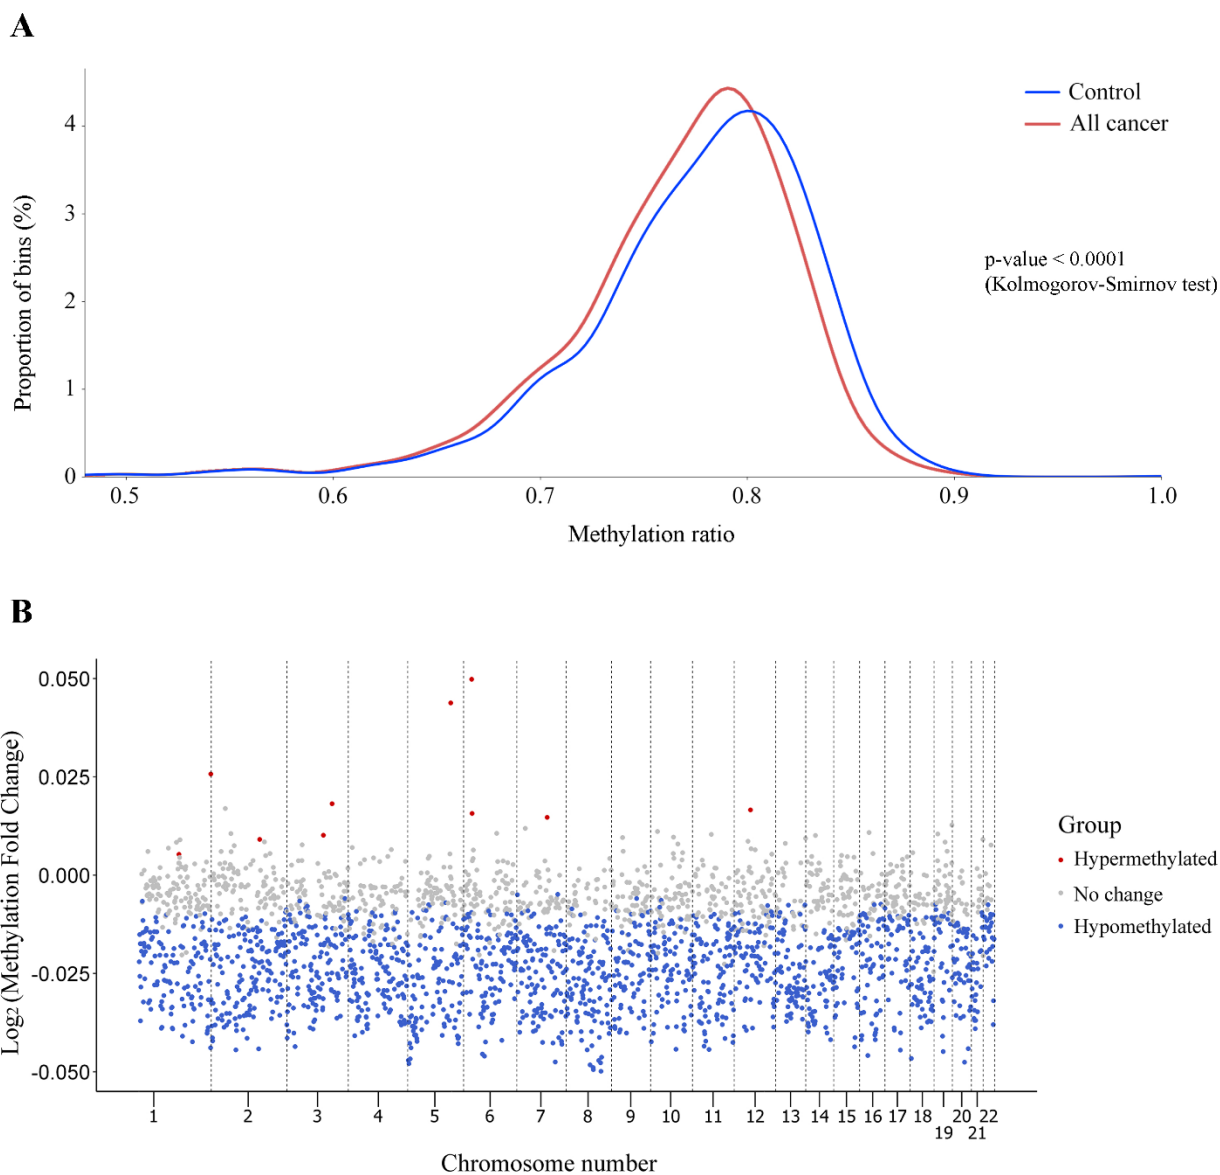 A
Control
All cancer
p-value < 0.0001
(Kolmogorov-Smirnov test)
Proportion of bins (%)
4
3
2
1
0
0.5 0.6 0.7 0.8 0.9 1.0
Methylation ratio
B
Log2 (Methylation Fold Change)
0.050
0.025
0.000
-0.025
-0.050
Group
Hypermethylated
No change
Hypomethylated
1 2 3 4 5 6 7 8 9 10 11 12 13 14 15 16 17 18 19 20 21 22
Chromosome number